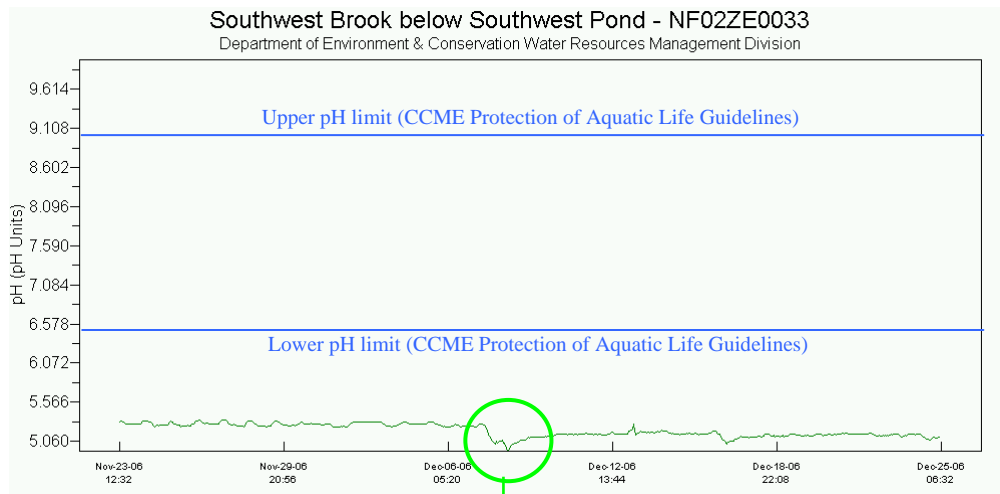 Southwest Brook below Southwest Pond - NF02ZE0033
Department of Environment & Conservation Water Resources Management Division
pH (pH Units)
9.614
9.108
8.602
8.096
7.590
7.084
6.578
6.072
5.566
5.060
Upper pH limit (CCME Protection of Aquatic Life Guidelines)
Lower pH limit (CCME Protection of Aquatic Life Guidelines)
Nov-23-06 Nov-29-06 Dec-06-06 Dec-12-06 Dec-18-06 Dec-25-06
12:32 20:56 05:20 13:44 22:08 06:32